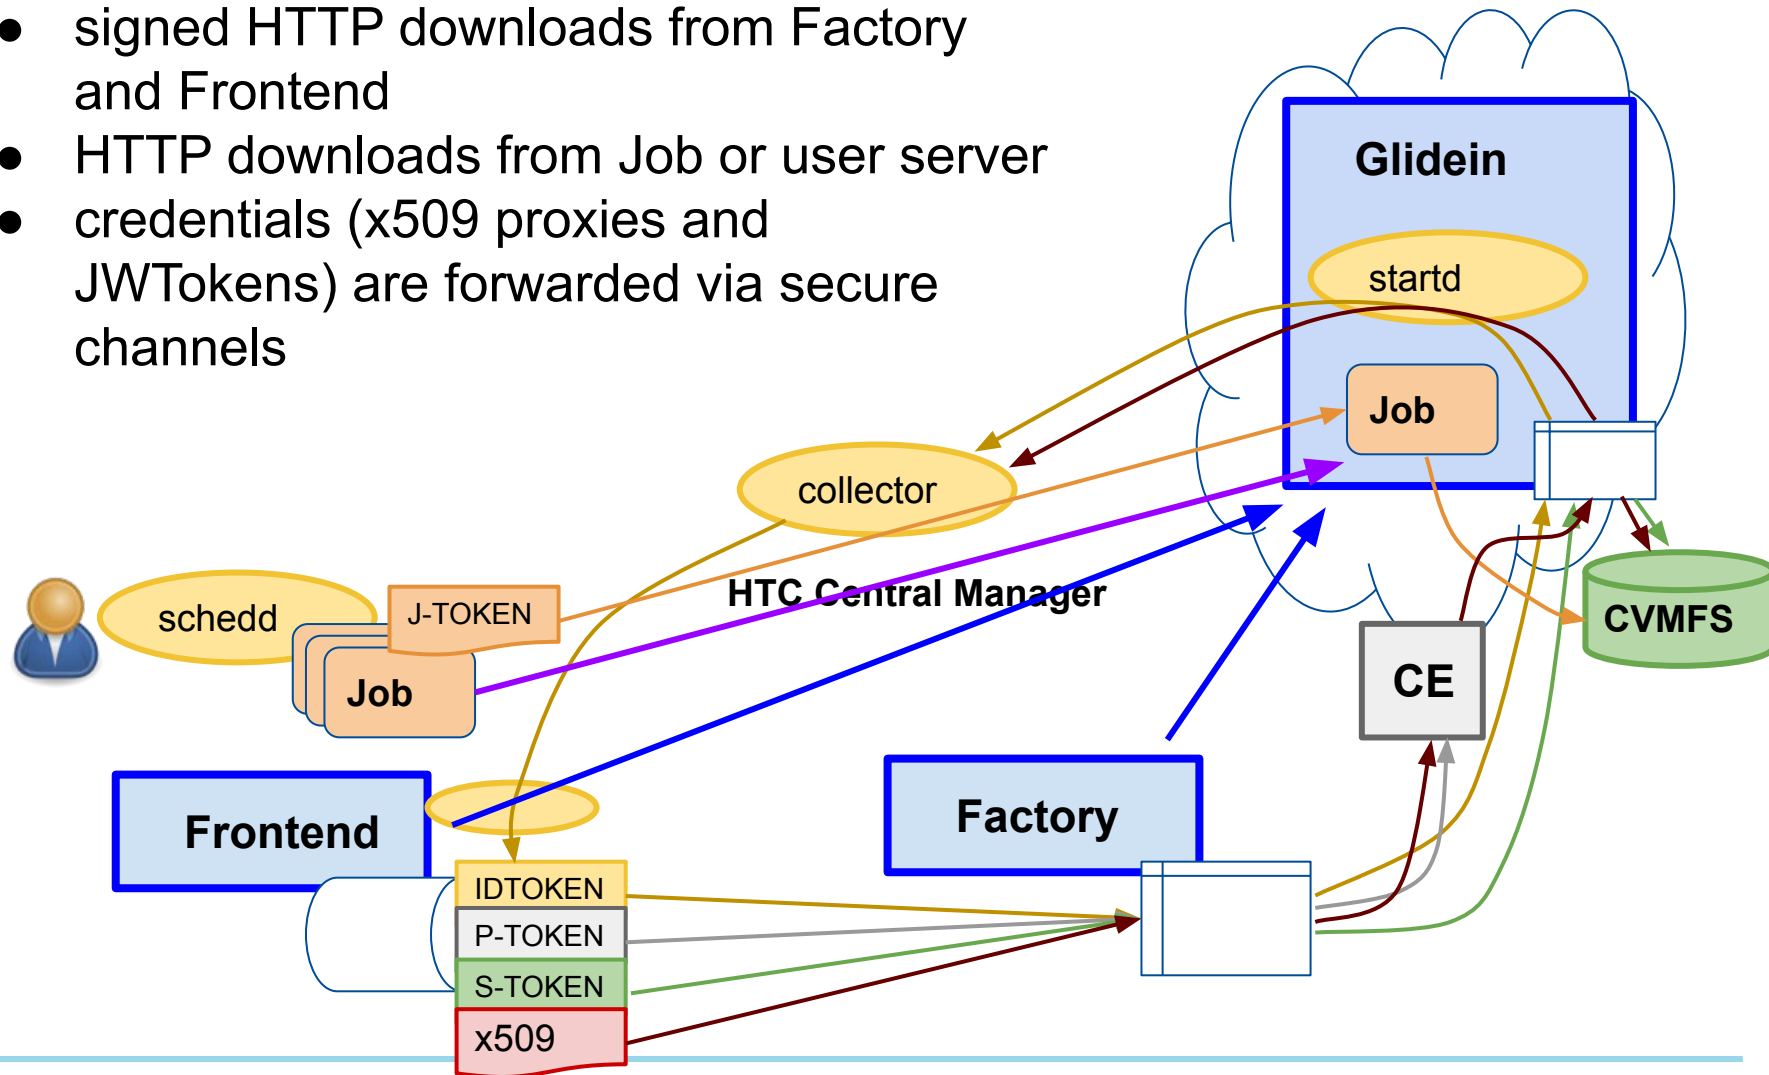 ● signed HTTP downloads from Factory
and Frontend
● HTTP downloads from Job or user server
● credentials (x509 proxies and
JWTokens) are forwarded via secure
channels
Glidein
startd
Job
collector
HTC Central Manager
schedd
J-TOKEN
Job
CVMFS
CE
Frontend
Factory
IDTOKEN
P-TOKEN
S-TOKEN
x509